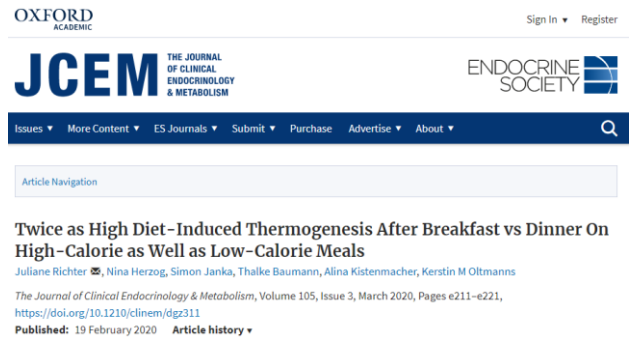 OXFORD
ACADEMIC
Sign In ▼ Register
JCEM
THE JOURNAL
OF CLINICAL
ENDOCRINOLOGY
& METABOLISM
ENDOCRINE
SOCIETY
Issues ▼ More Content ▼ ES Journals ▼ Submit ▼ Purchase Advertise ▼ About ▼
Article Navigation
Twice as High Diet-Induced Thermogenesis After Breakfast vs Dinner On
High-Calorie as Well as Low-Calorie Meals
Juliane Richter ✉, Nina Herzog, Simon Janka, Thalke Baumann, Alina Kistenmacher, Kerstin M Oltmanns
The Journal of Clinical Endocrinology & Metabolism, Volume 105, Issue 3, March 2020, Pages e211–e221,
https://doi.org/10.1210/clinem/dgz311
Published: 19 February 2020 Article history ▾